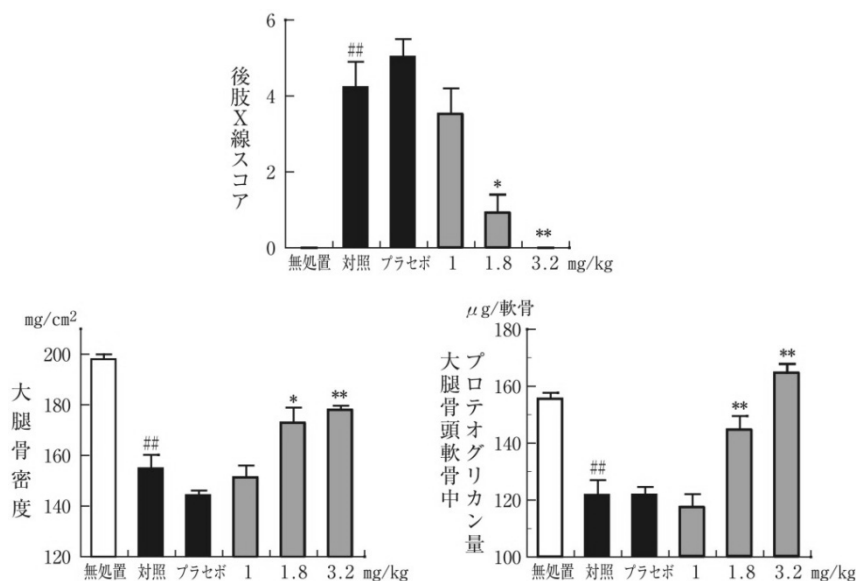 6
4
2
0
後肢X線スコア
##
*
**
無処置 対照 プラセボ 1 1.8 3.2 mg/kg
mg/cm²
200
180
160
140
120
大腿骨密度
##
*
**
無処置 対照 プラセボ 1 1.8 3.2 mg/kg
μg/軟骨
180
160
140
120
100
大腿骨頭軟骨中
プロテオグリカン量
##
**
**
無処置 対照 プラセボ 1 1.8 3.2 mg/kg